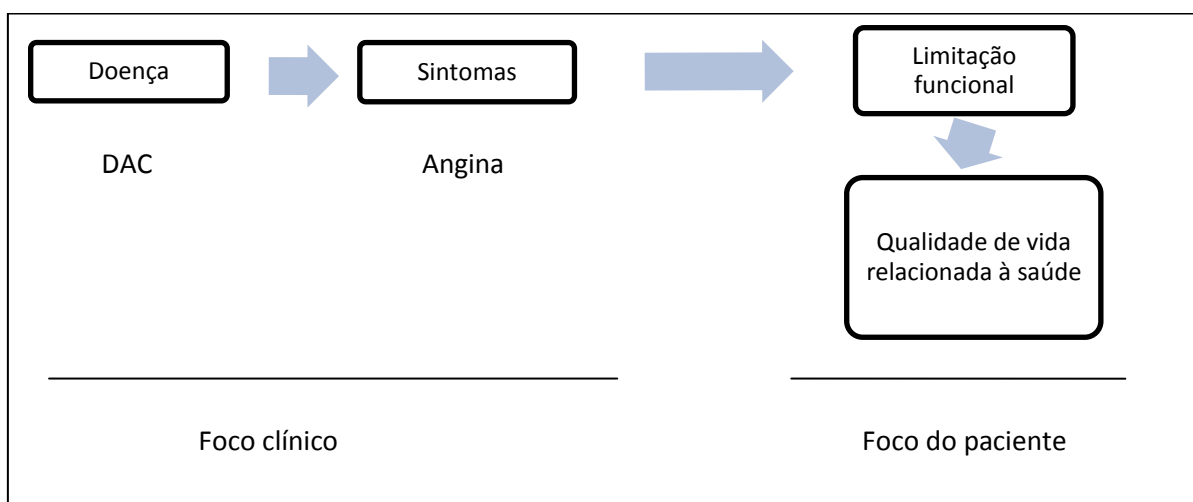 Doença
Sintomas
Limitação
funcional
DAC
Angina
Qualidade de vida
relacionada à saúde
Foco clínico
Foco do paciente